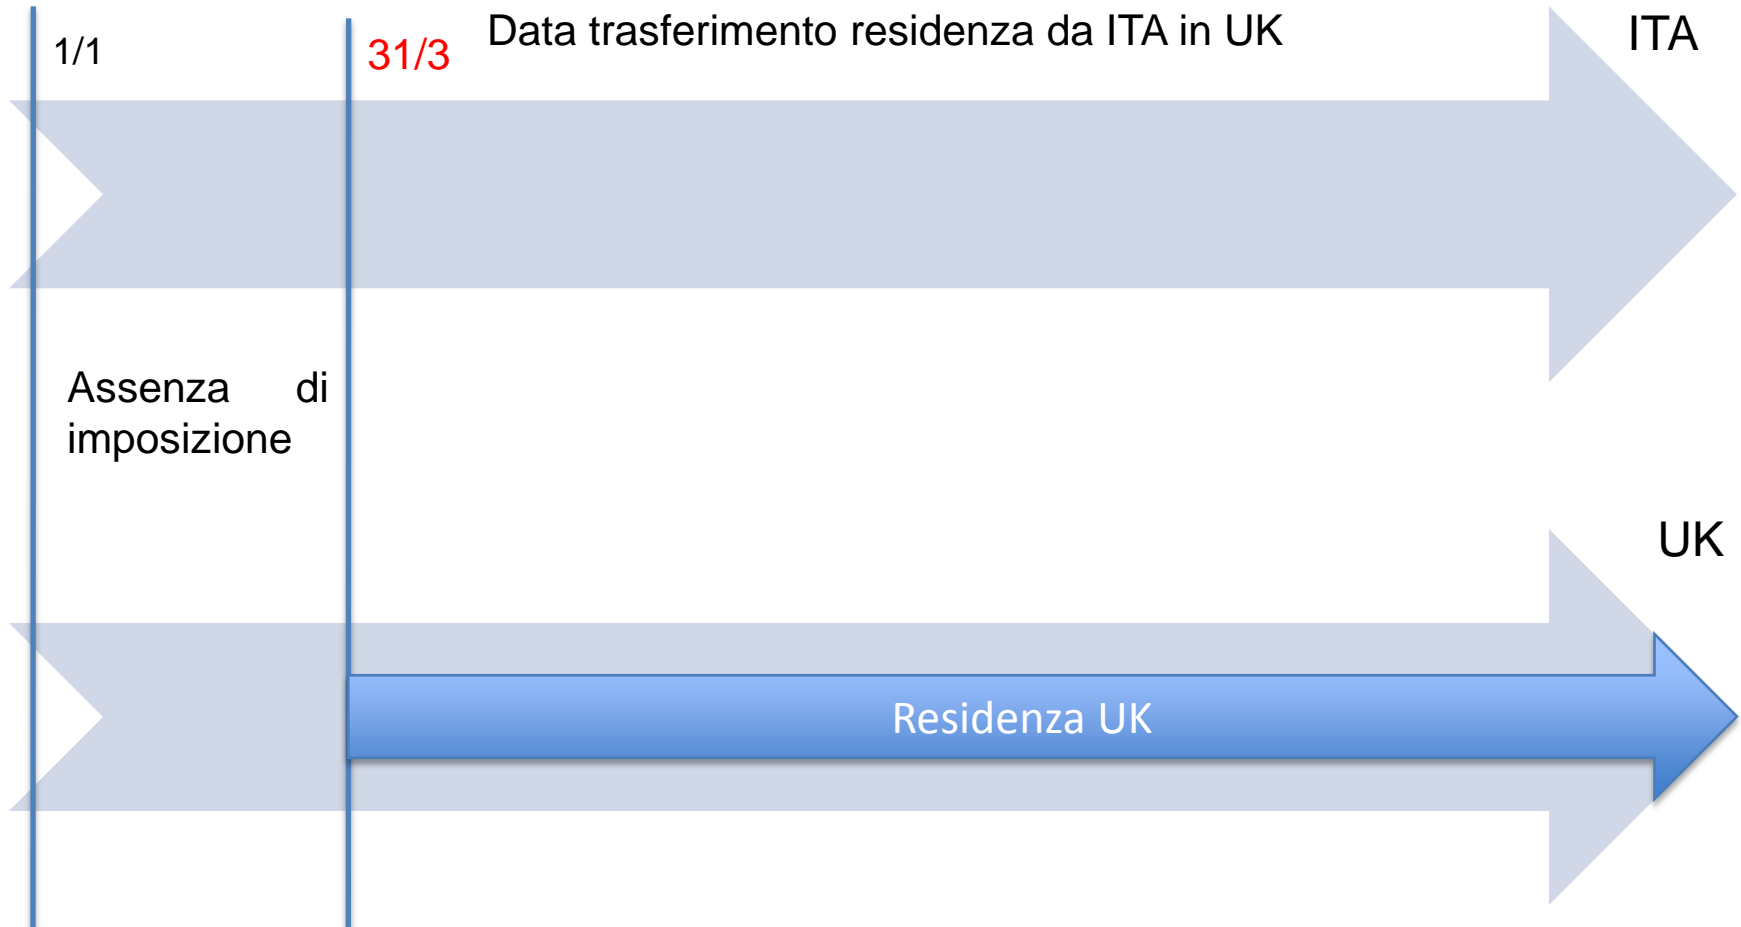 1/1
31/3
Data trasferimento residenza da ITA in UK
ITA
Assenza di
imposizione
UK
Residenza UK